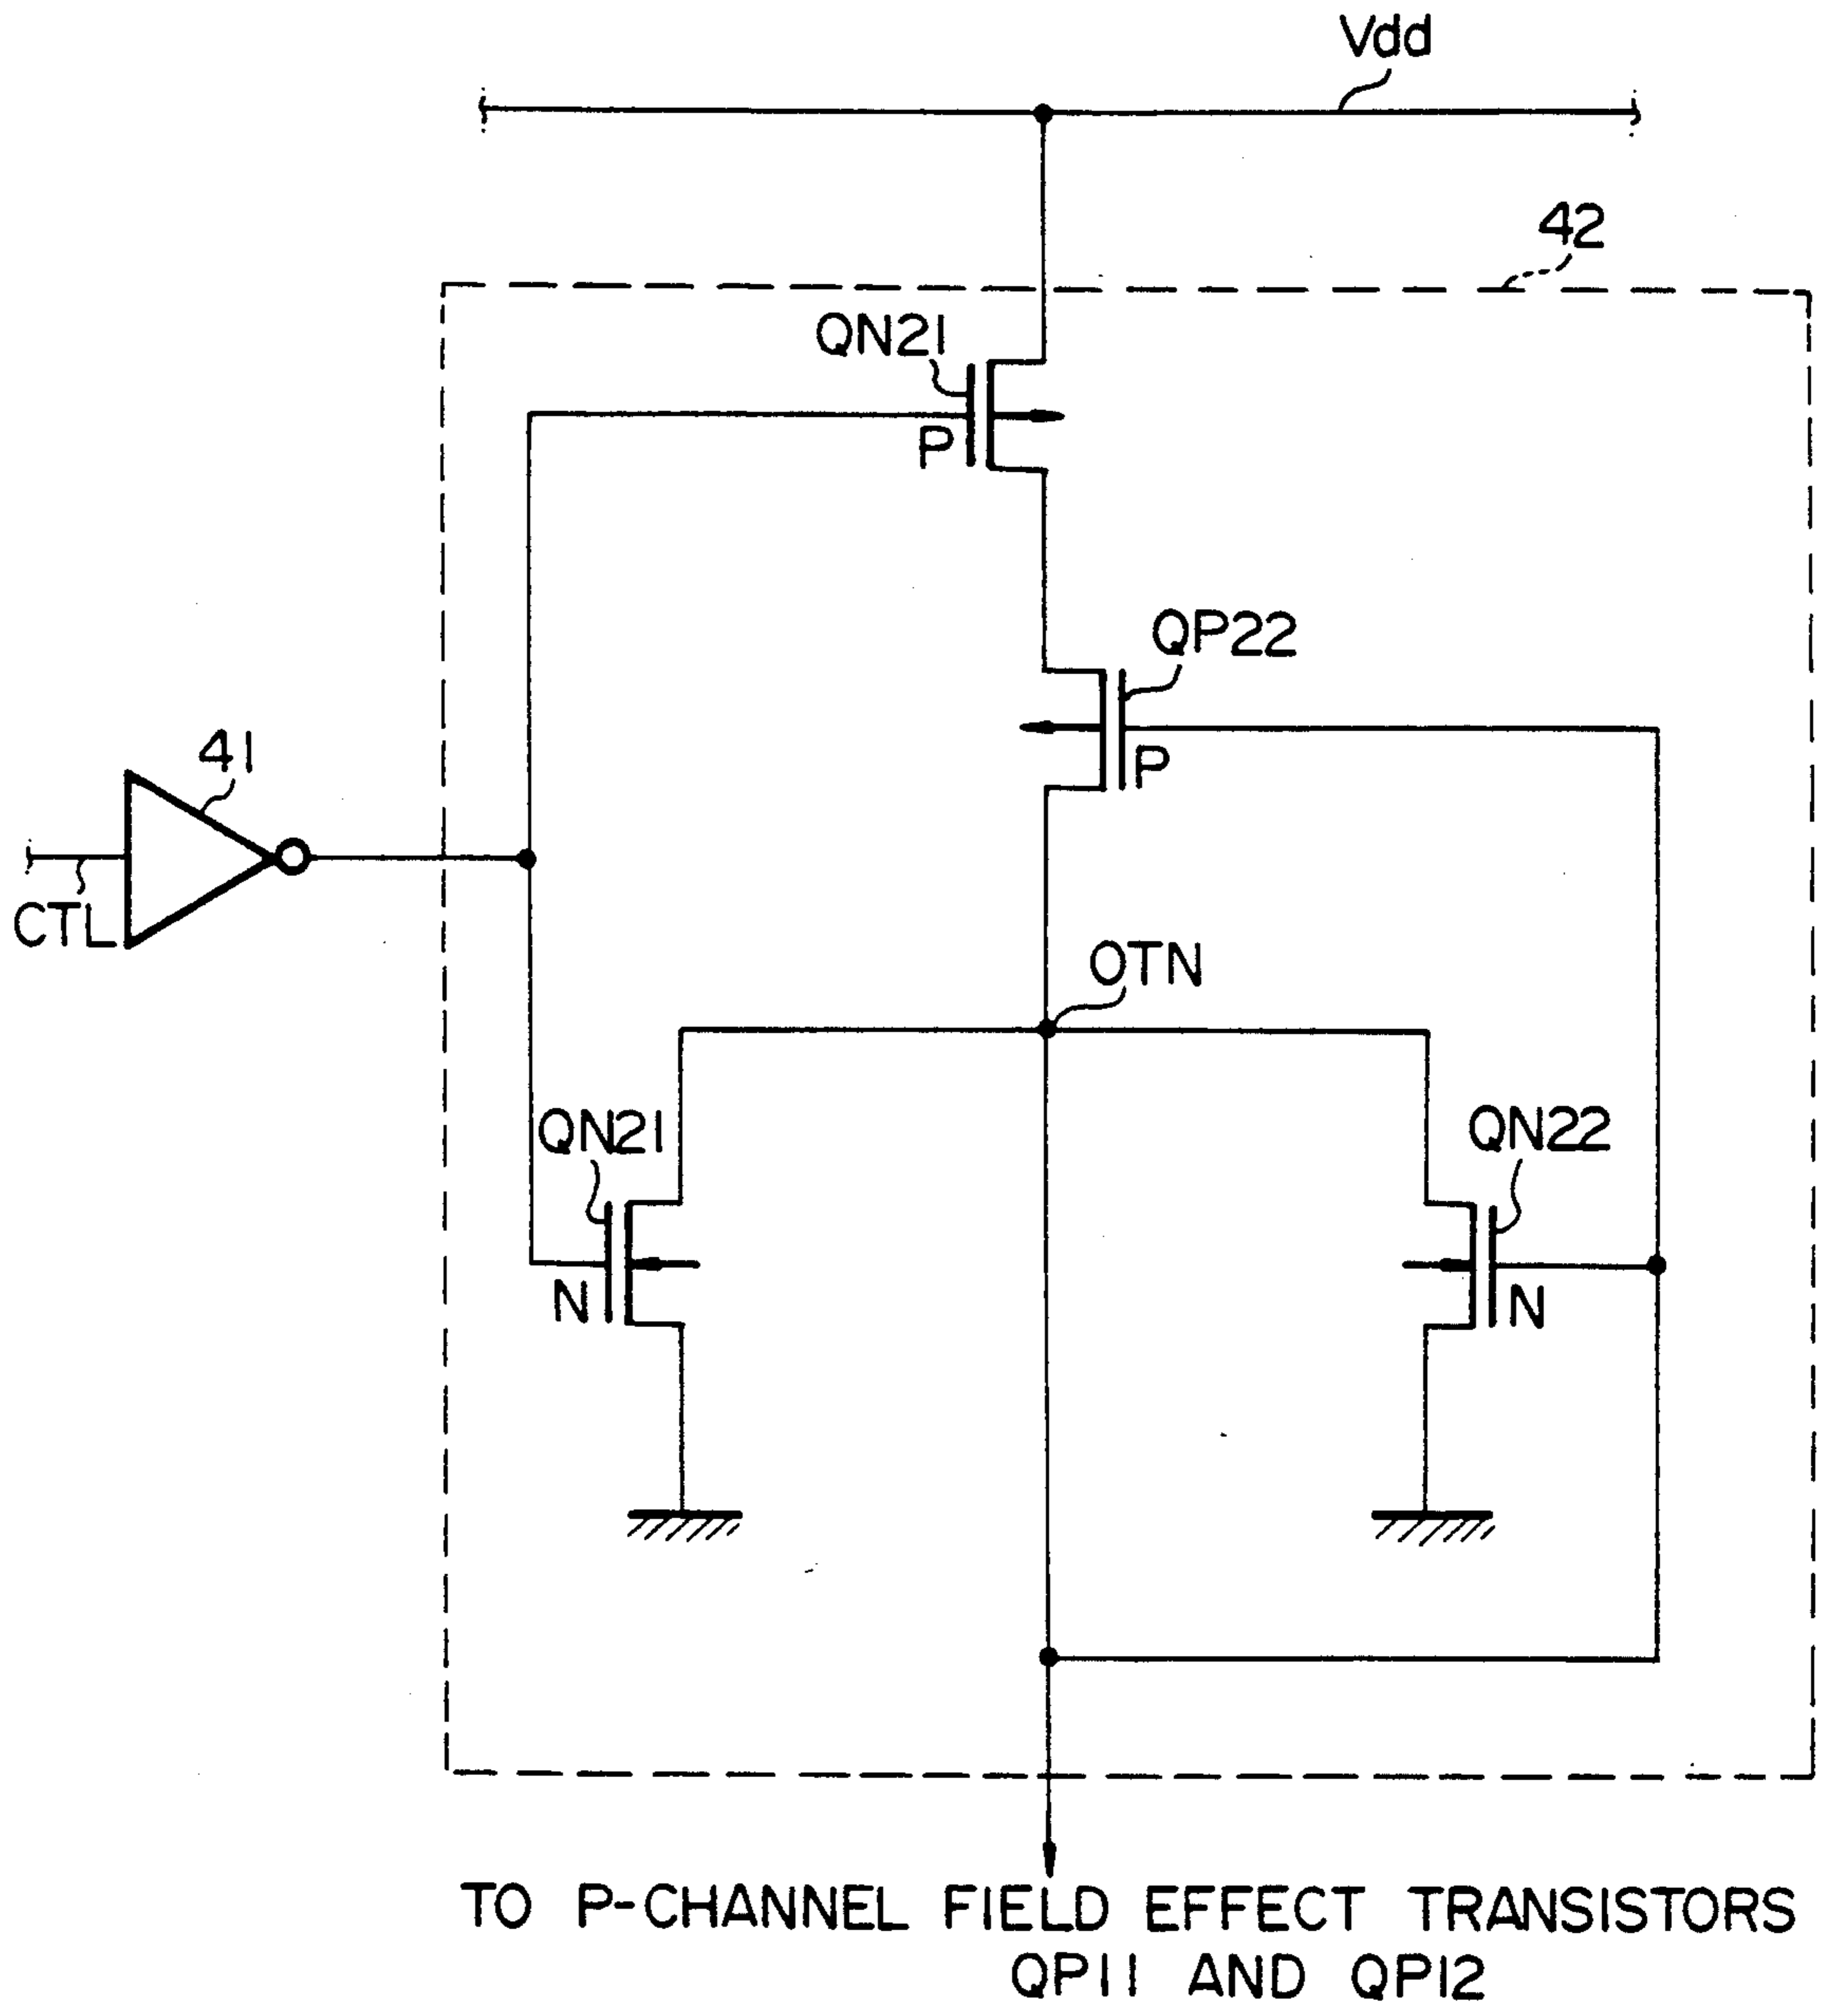 Vdd
42
QN21
P
QP22
P
41
CTL
OTN
QN21
QN22
N
N
TO P-CHANNEL FIELD EFFECT TRANSISTORS
QP11 AND QP12